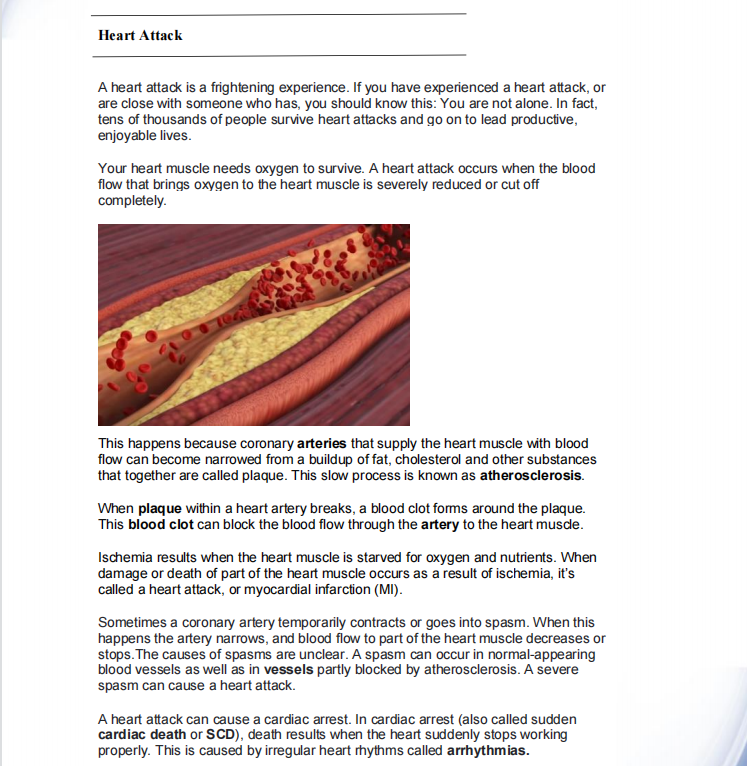 Heart Attack
A heart attack is a frightening experience. If you have experienced a heart attack, or
are close with someone who has, you should know this: You are not alone. In fact,
tens of thousands of people survive heart attacks and go on to lead productive,
enjoyable lives.
Your heart muscle needs oxygen to survive. A heart attack occurs when the blood
flow that brings oxygen to the heart muscle is severely reduced or cut off
completely.
This happens because coronary arteries that supply the heart muscle with blood
flow can become narrowed from a buildup of fat, cholesterol and other substances
that together are called plaque. This slow process is known as atherosclerosis.
When plaque within a heart artery breaks, a blood clot forms around the plaque.
This blood clot can block the blood flow through the artery to the heart muscle.
Ischemia results when the heart muscle is starved for oxygen and nutrients. When
damage or death of part of the heart muscle occurs as a result of ischemia, it's
called a heart attack, or myocardial infarction (MI).
Sometimes a coronary artery temporarily contracts or goes into spasm. When this
happens the artery narrows, and blood flow to part of the heart muscle decreases or
stops.The causes of spasms are unclear. A spasm can occur in normal-appearing
blood vessels as well as in vessels partly blocked by atherosclerosis. A severe
spasm can cause a heart attack.
A heart attack can cause a cardiac arrest. In cardiac arrest (also called sudden
cardiac death or SCD), death results when the heart suddenly stops working
properly. This is caused by irregular heart rhythms called arrhythmias.